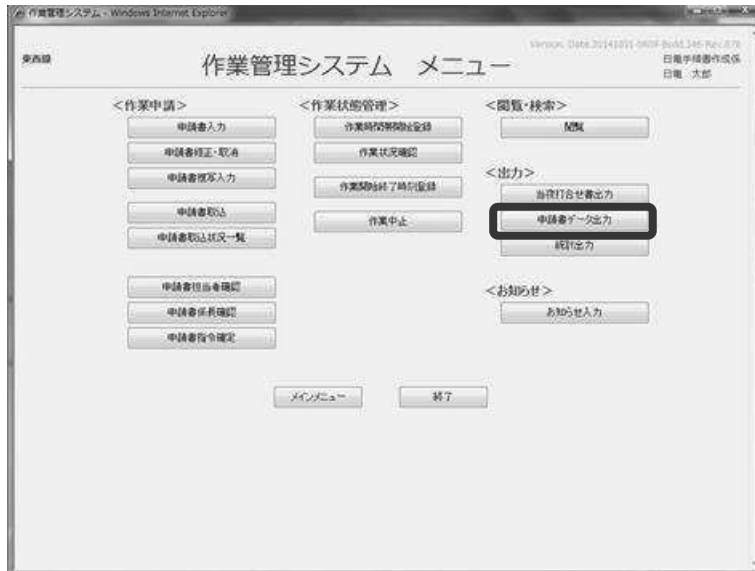 作業管理システム - Windows Internet Explorer
東西線
作業管理システム メニュー
日電手順書作成係
日電 太郎
<作業申請>
申請書入力
申請書修正・取消
申請書複写入力
申請書取込
申請書取込状況一覧
申請書担当者確認
申請書係長確認
申請書指令確定
<作業状態管理>
作業時間帯開始登録
作業状況確認
作業開始終了時刻登録
作業中止
<閲覧・検索>
閲覧
<出力>
当夜打合せ書出力
申請書データ出力
統計出力
<お知らせ>
お知らせ入力
メインメニュー
終了